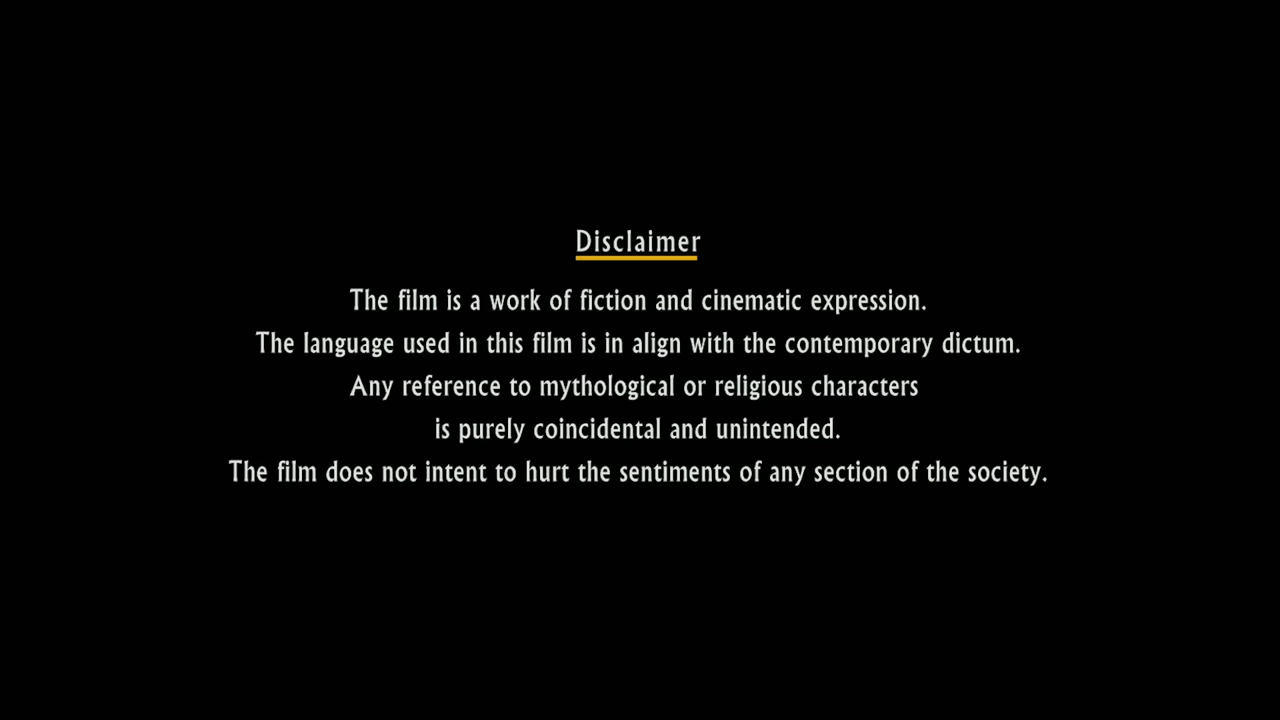 Disclaimer
The film is a work of fiction and cinematic expression.
The language used in this film is in align with the contemporary dictum.
Any reference to mythological or religious characters
is purely coincidental and unintended.
The film does not intent to hurt the sentiments of any section of the society.